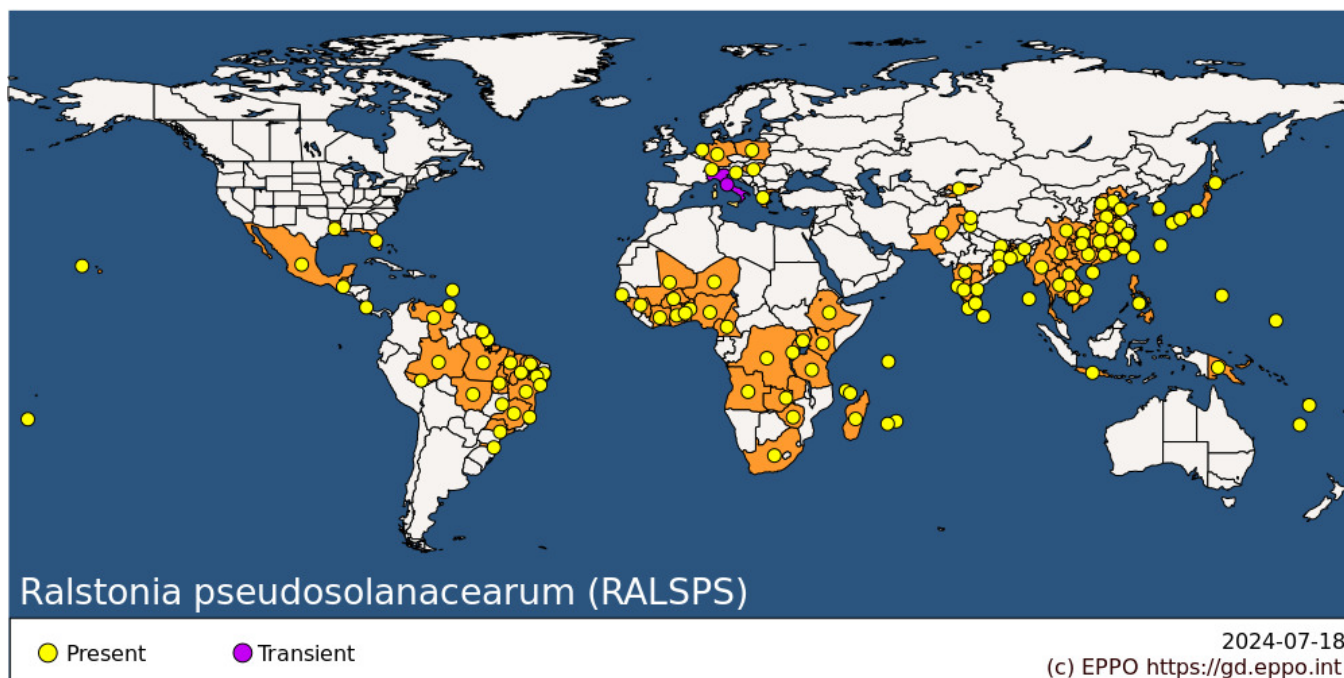 Ralstonia pseudosolanacearum (RALSPS)
Present
Transient
2024-07-18
(c) EPPO https://gd.eppo.int